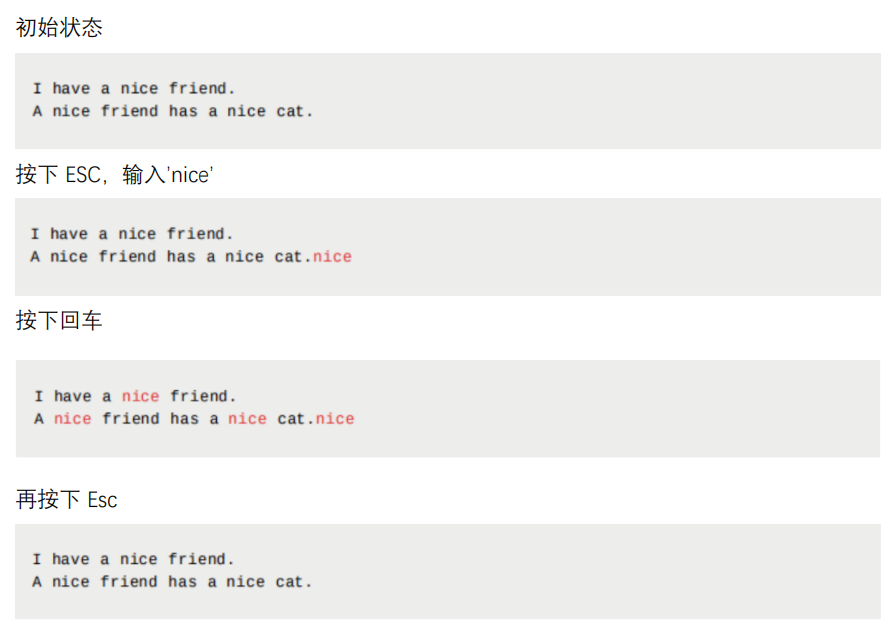 初始状态
I have a nice friend.
A nice friend has a nice cat.
按下 ESC，输入'nice'
I have a nice friend.
A nice friend has a nice cat.nice
按下回车
I have a nice friend.
A nice friend has a nice cat.nice
再按下 Esc
I have a nice friend.
A nice friend has a nice cat.